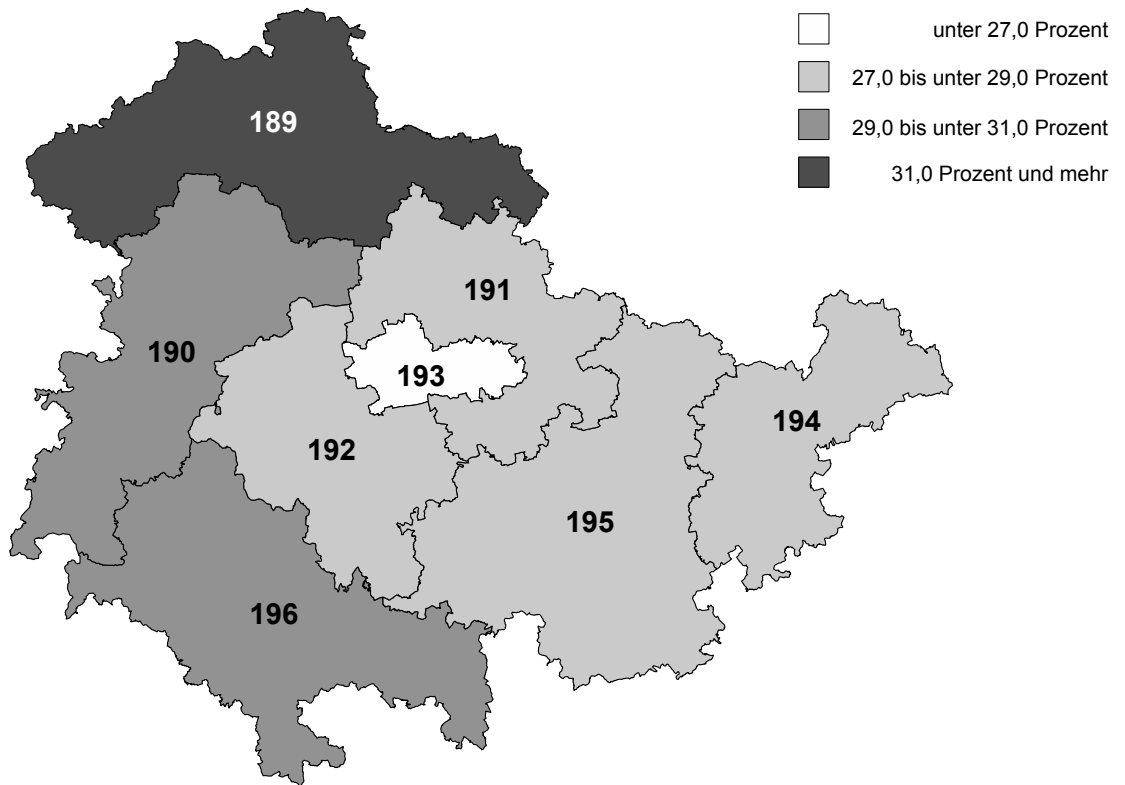 unter 27,0 Prozent
27,0 bis unter 29,0 Prozent
29,0 bis unter 31,0 Prozent
31,0 Prozent und mehr
189
191
190
193
194
192
195
196